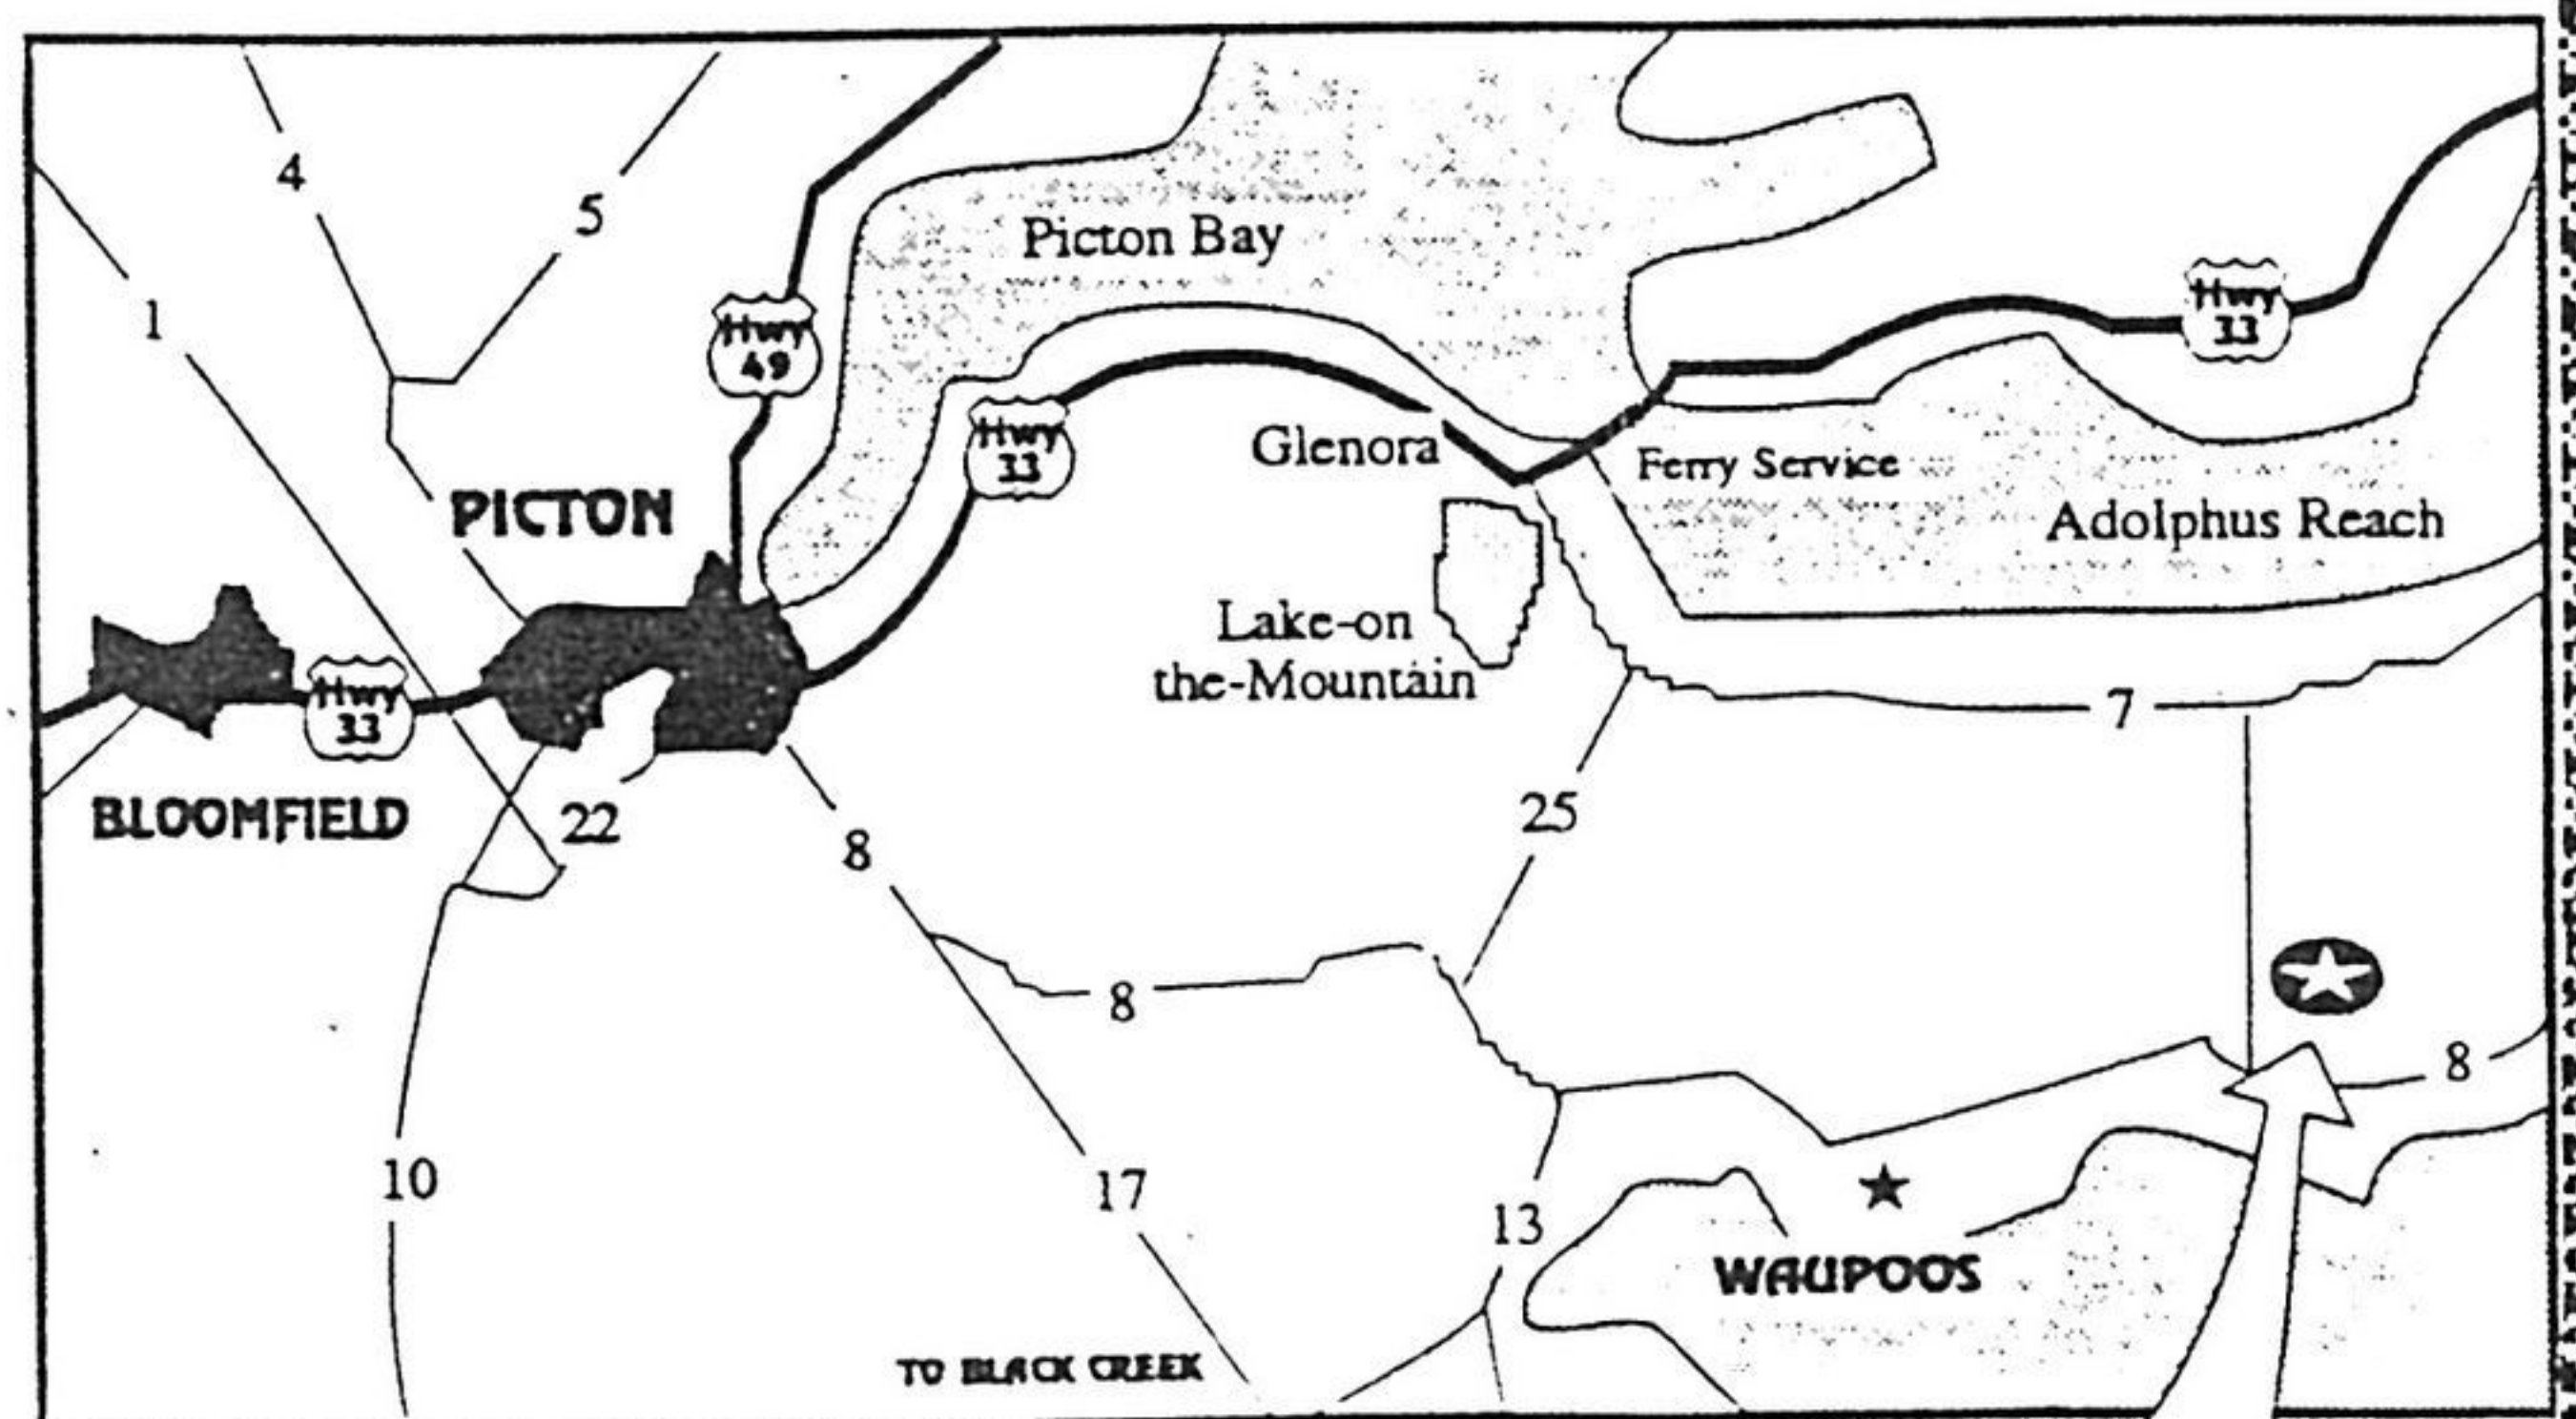 4
5
1
Picton Bay
Hwy
49
Hwy
33
Hwy
33
Glenora
Ferry Service
PICTON
Adolphus Reach
Lake-on
the-Mountain
Hwy
33
7
BLOOMFIELD
22
8
25
8
8
10
17
13
WAUPOOS
TO BLACK CREEK